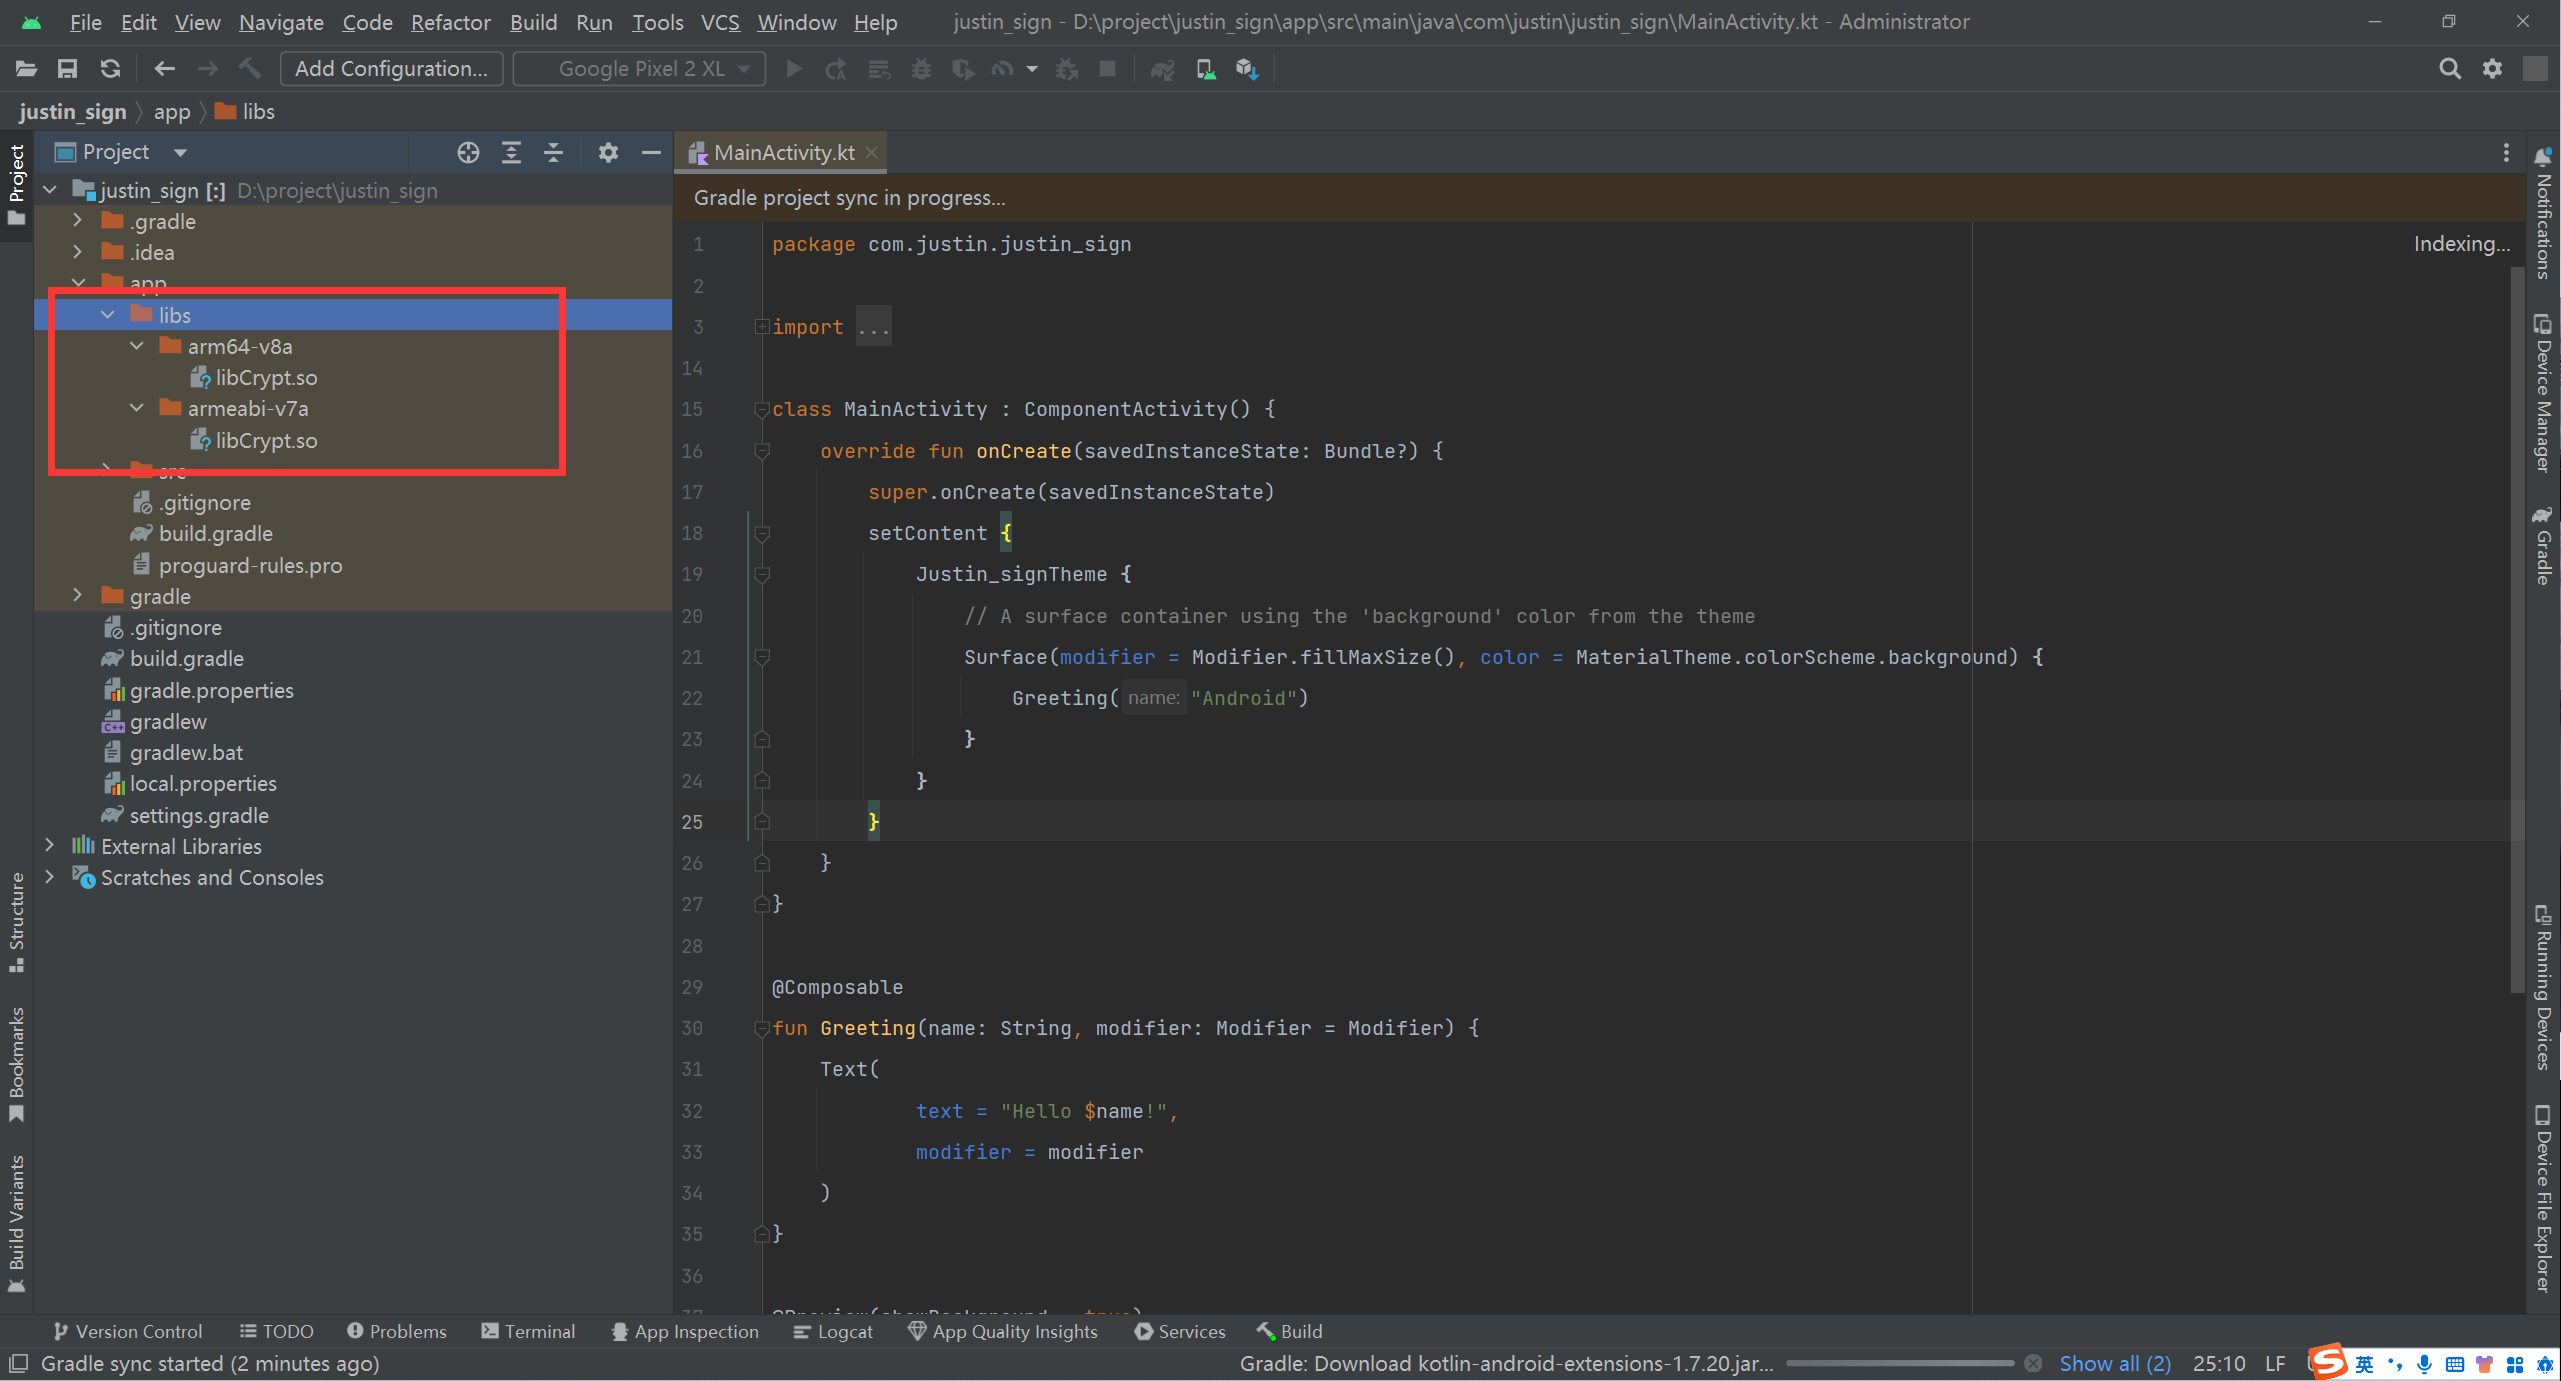 File Edit View Navigate Code Refactor Build Run Tools VCS Window Help justin_sign - D:\project\justin_sign\app\src\main\java\com\justin\justin_sign\MainActivity.kt - Administrator
Add Configuration... Google Pixel 2 XL
justin_sign app libs
Project
MainActivity.kt
justin_sign [:] D:\project\justin_sign
.gradle
.idea
app
libs
arm64-v8a
libCrypt.so
armeabi-v7a
libCrypt.so
src
.gitignore
build.gradle
proguard-rules.pro
gradle
.gitignore
build.gradle
gradle.properties
gradlew
gradlew.bat
local.properties
settings.gradle
External Libraries
Scratches and Consoles
Project
Structure
Bookmarks
Build Variants
Gradle project sync in progress...
Indexing...
1 package com.justin.justin_sign
2
3 import ...
14
15 class MainActivity : ComponentActivity() {
16 override fun onCreate(savedInstanceState: Bundle?) {
17 super.onCreate(savedInstanceState)
18 setContent {
19 Justin_signTheme {
20 // A surface container using the 'background' color from the theme
21 Surface(modifier = Modifier.fillMaxSize(), color = MaterialTheme.colorScheme.background) {
22 Greeting( name: "Android")
23 }
24 }
25 }
26 }
27 }
28
29 @Composable
30 fun Greeting(name: String, modifier: Modifier = Modifier) {
31 Text(
32 text = "Hello $name!",
33 modifier = modifier
34 )
35 }
36
37 @Preview(showBackground = true)
Notifications
Device Manager
Gradle
Running Devices
Device File Explorer
Version Control TODO Problems Terminal App Inspection Logcat App Quality Insights Services Build
Gradle sync started (2 minutes ago) Gradle: Download kotlin-android-extensions-1.7.20.jar... Show all (2) 25:10 LF
英